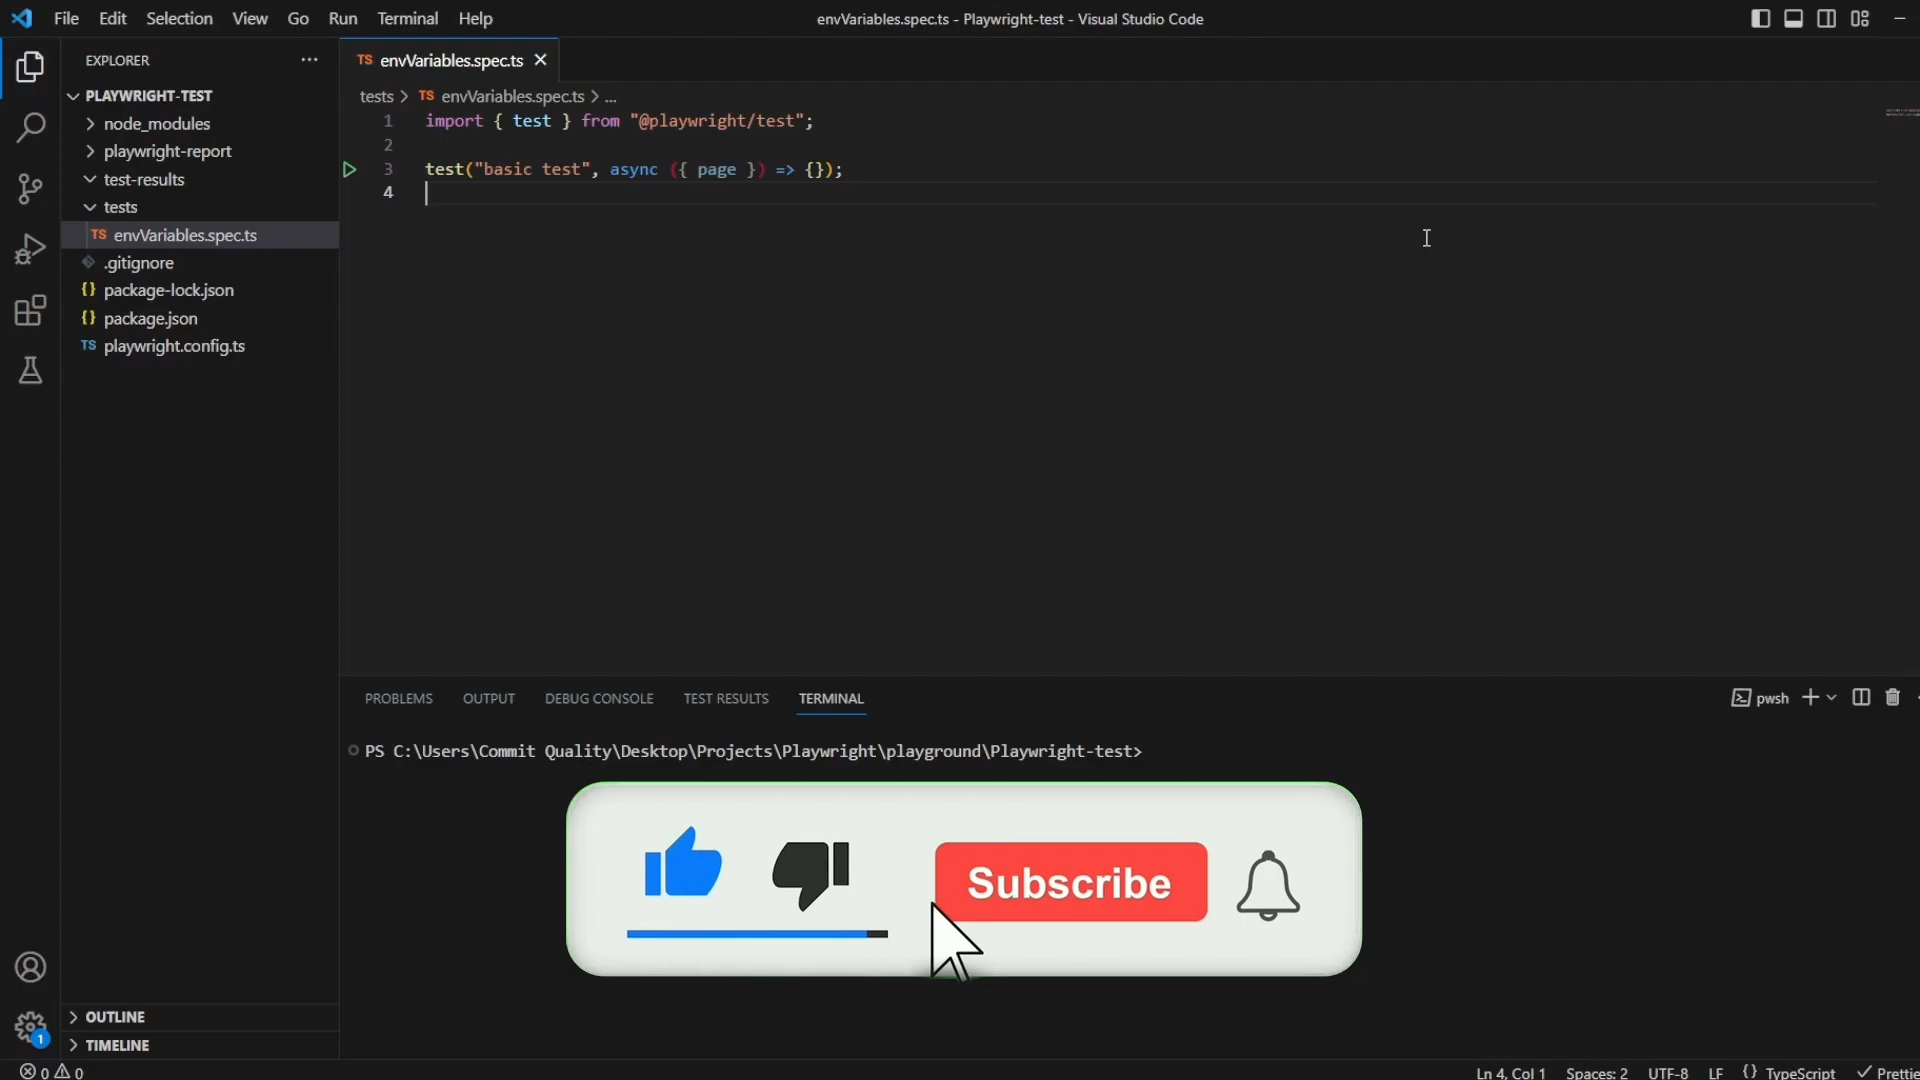 File Edit Selection View Go Run Terminal Help
envVariables.spec.ts - Playwright-test - Visual Studio Code
EXPLORER
PLAYWRIGHT-TEST
node_modules
playwright-report
test-results
tests
TS envVariables.spec.ts
.gitignore
{} package-lock.json
{} package.json
TS playwright.config.ts
OUTLINE
TIMELINE
1
TS envVariables.spec.ts
tests > TS envVariables.spec.ts > ...
1 import { test } from "@playwright/test";
2
3 test("basic test", async ({ page }) => {});
4
PROBLEMS OUTPUT DEBUG CONSOLE TEST RESULTS TERMINAL
pwsh
PS C:\Users\Commit Quality\Desktop\Projects\Playwright\playground\Playwright-test>
Subscribe
0 0
Ln 4, Col 1 Spaces: 2 UTF-8 LF {} TypeScript Prettie